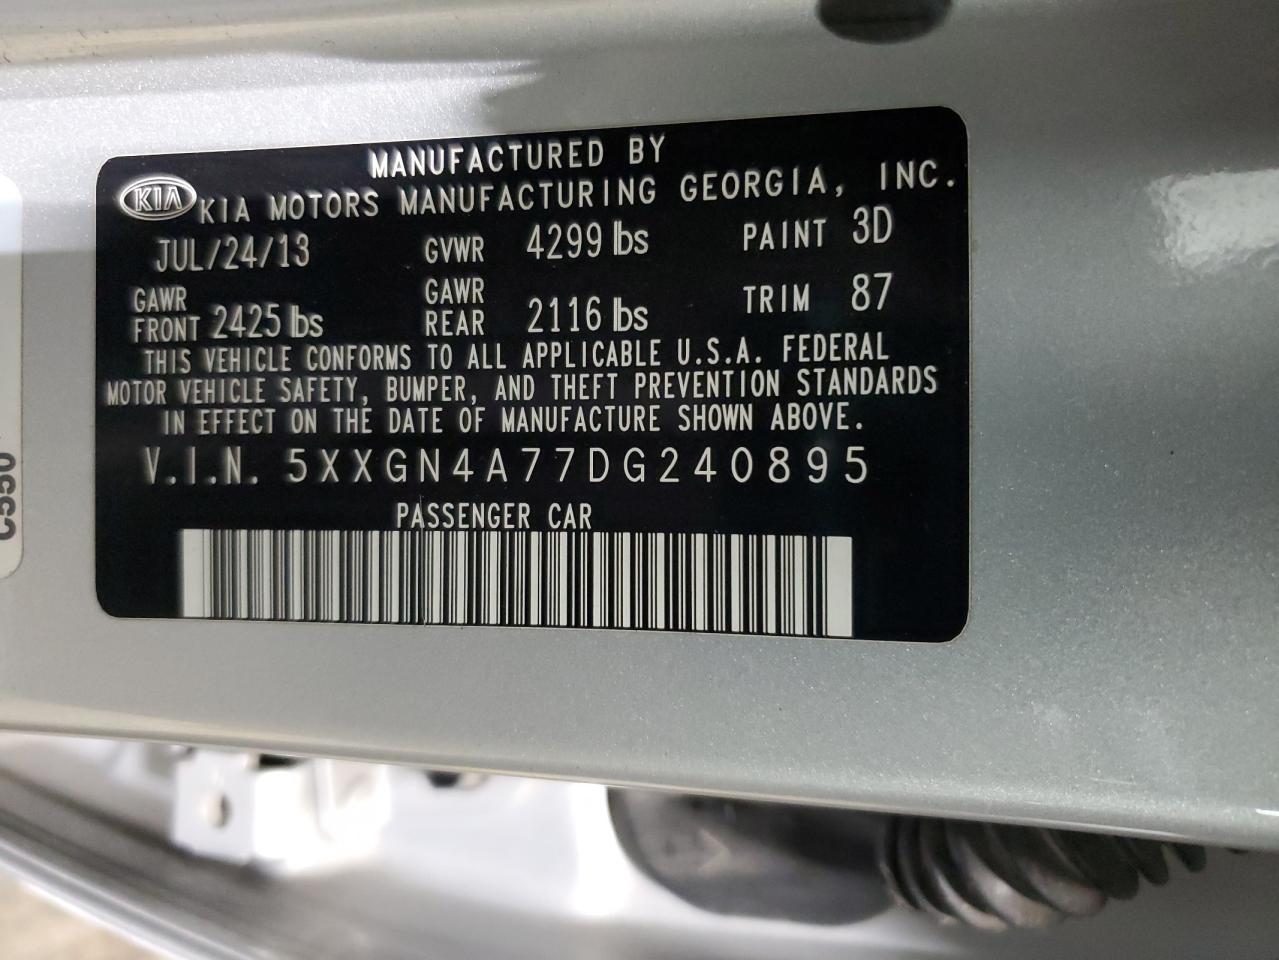 MANUFACTURED BY
KIA KIA MOTORS MANUFACTURING GEORGIA, INC.
JUL/24/13 GVWR 4299 lbs PAINT 3D
GAWR FRONT 2425 lbs GAWR REAR 2116 lbs TRIM 87
THIS VEHICLE CONFORMS TO ALL APPLICABLE U.S.A. FEDERAL
MOTOR VEHICLE SAFETY, BUMPER, AND THEFT PREVENTION STANDARDS
IN EFFECT ON THE DATE OF MANUFACTURE SHOWN ABOVE.
V.I.N. 5XXGN4A77DG240895
PASSENGER CAR